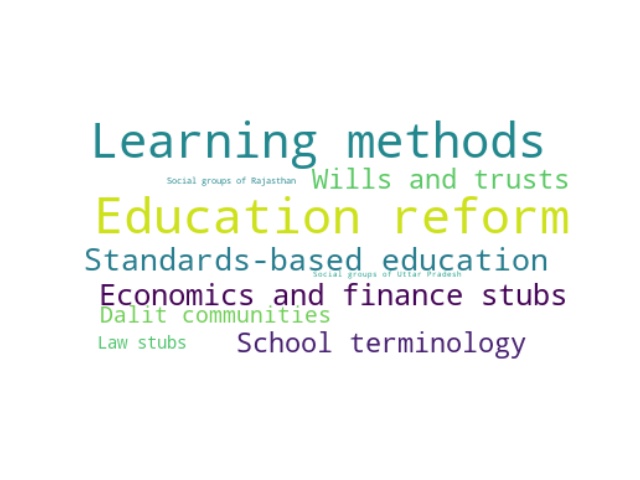 Learning methods
Social groups of Rajasthan
Wills and trusts
Education reform
Standards-based education
Social groups of Uttar Pradesh
Economics and finance stubs
Dalit communities
Law stubs
School terminology